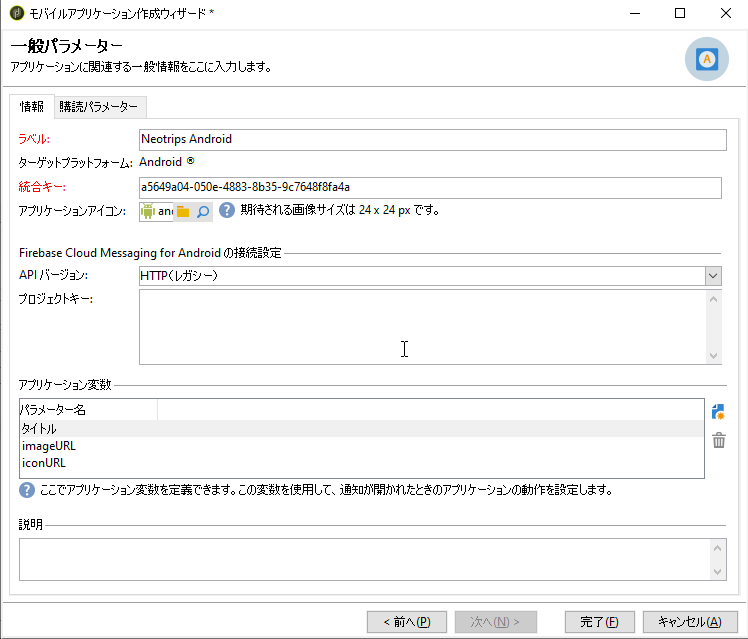 モバイルアプリケーション作成ウィザード *
一般パラメーター
アプリケーションに関連する一般情報をここに入力します。
情報 購読パラメーター
ラベル: Neotrips Android
ターゲットプラットフォーム: Android ®
統合キー: a5649a04-050e-4883-8b35-9c7648f8fa4a
アプリケーションアイコン: and 期待される画像サイズは 24 x 24 px です。
Firebase Cloud Messaging for Android の接続設定
API バージョン: HTTP(レガシー)
プロジェクトキー:
アプリケーション変数
パラメーター名
タイトル
imageURL
iconURL
ここでアプリケーション変数を定義できます。この変数を使用して、通知が開かれたときのアプリケーションの動作を設定します。
説明
< 前へ(P) 次へ(N) > 完了(F) キャンセル(A)